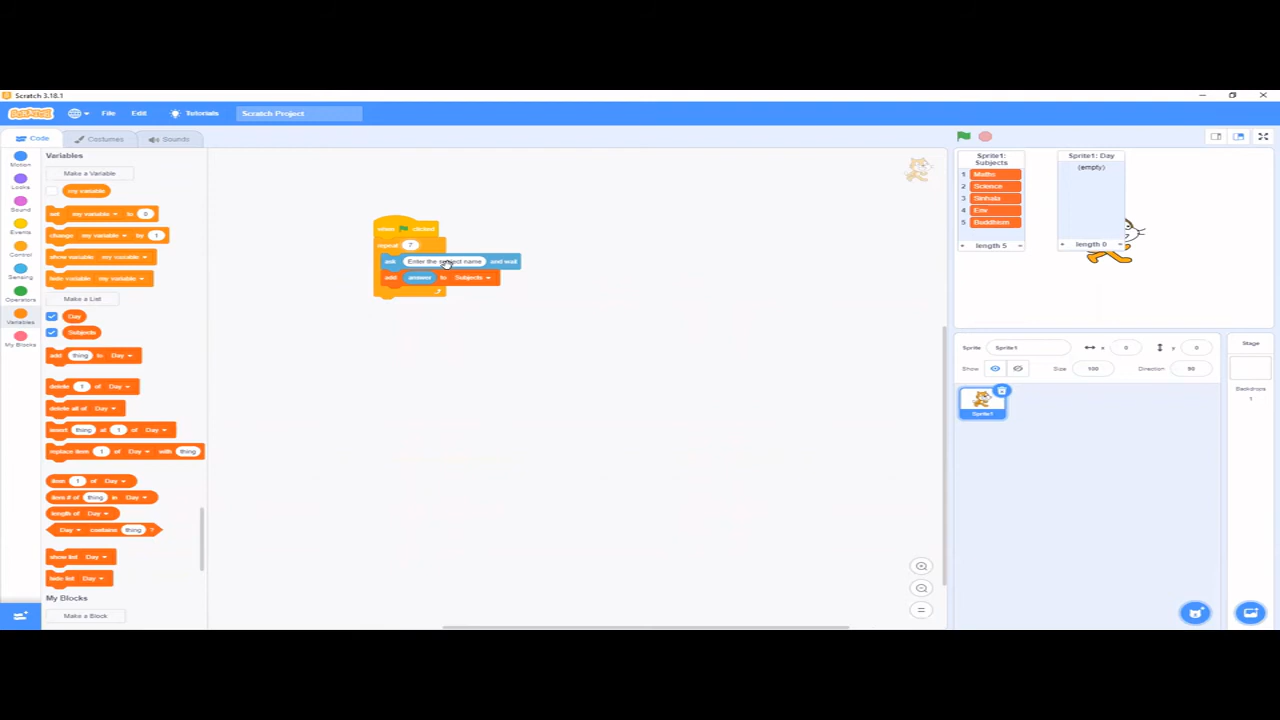 Scratch 3.18.1
SCRATCH File Edit Tutorials Scratch Project
Code Costumes Sounds
Motion
Looks
Sound
Events
Control
Sensing
Operators
Variables
My Blocks
Variables
Make a Variable
my variable
set my variable to 0
change my variable by 1
show variable my variable
hide variable my variable
Make a List
Day
Subjects
add thing to Day
delete 1 of Day
delete all of Day
insert thing at 1 of Day
replace item 1 of Day with thing
item 1 of Day
item # of thing in Day
length of Day
Day contains thing ?
show list Day
hide list Day
My Blocks
Make a Block
when clicked
repeat 7
ask Enter the subject name and wait
add answer to Subjects
Sprite1: Subjects
1 Maths
2 Science
3 Sinhala
4 Env
5 Buddhism
length 5
Sprite1: Day
(empty)
length 0
Sprite Sprite1 x 0 y 0
Show Size 100 Direction 90
Sprite1
Stage
Backdrops
1